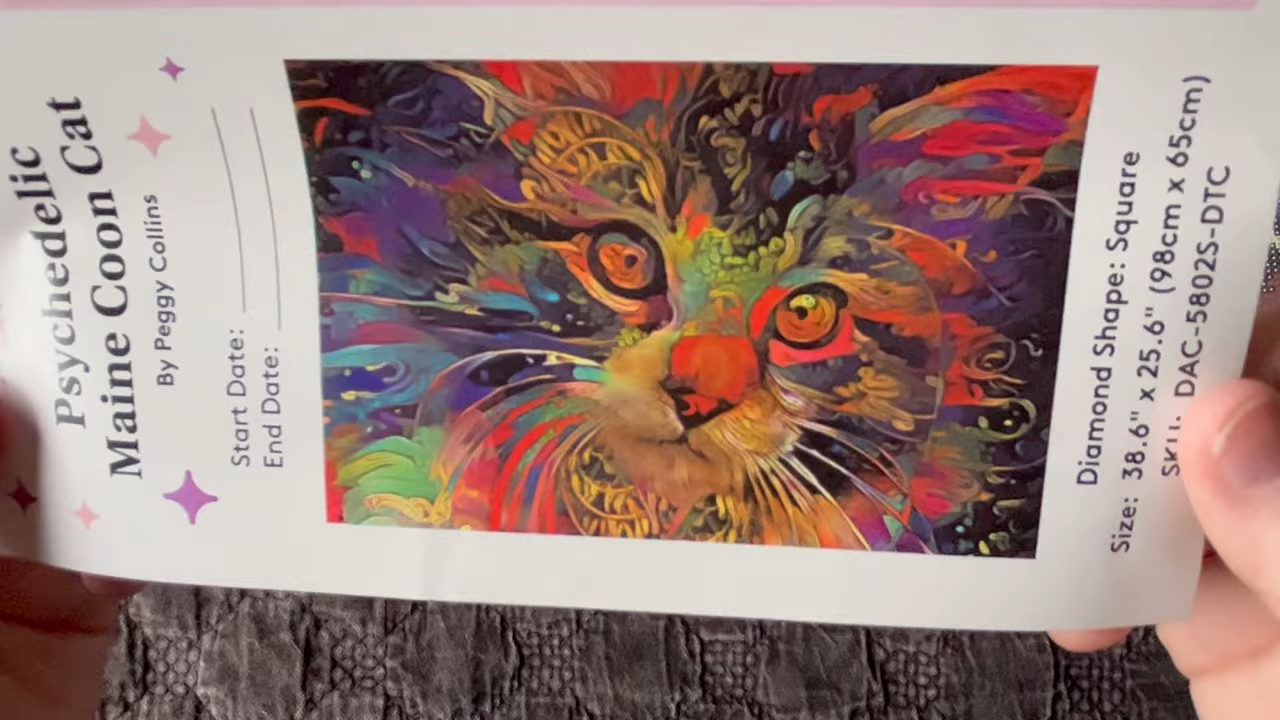 Psychedelic
Maine Coon Cat
By Peggy Collins
Start Date:
End Date:
Diamond Shape: Square
Size: 38.6" x 25.6" (98cm x 65cm)
SKU: DAC-5802S-DTC